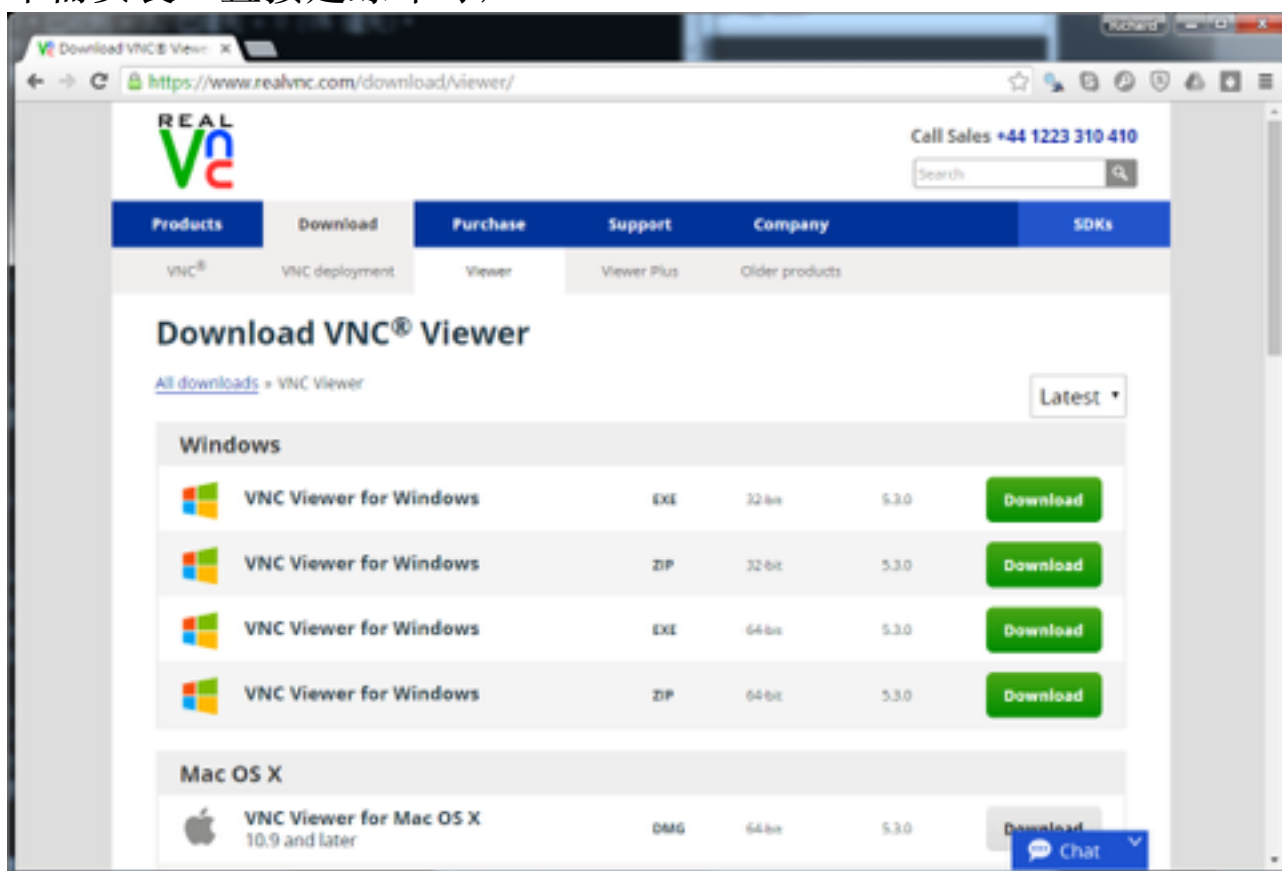 Richard
Download VNC® Viewe
https://www.realvnc.com/download/viewer/
REAL
Vnc
Call Sales +44 1223 310 410
Search
Products Download Purchase Support Company SDKs
VNC® VNC deployment Viewer Viewer Plus Older products
Download VNC® Viewer
All downloads » VNC Viewer
Latest
Windows
VNC Viewer for Windows EXE 32-bit 5.3.0 Download
VNC Viewer for Windows ZIP 32-bit 5.3.0 Download
VNC Viewer for Windows EXE 64-bit 5.3.0 Download
VNC Viewer for Windows ZIP 64-bit 5.3.0 Download
Mac OS X
VNC Viewer for Mac OS X DMG 64-bit 5.3.0 Download
10.9 and later
Chat